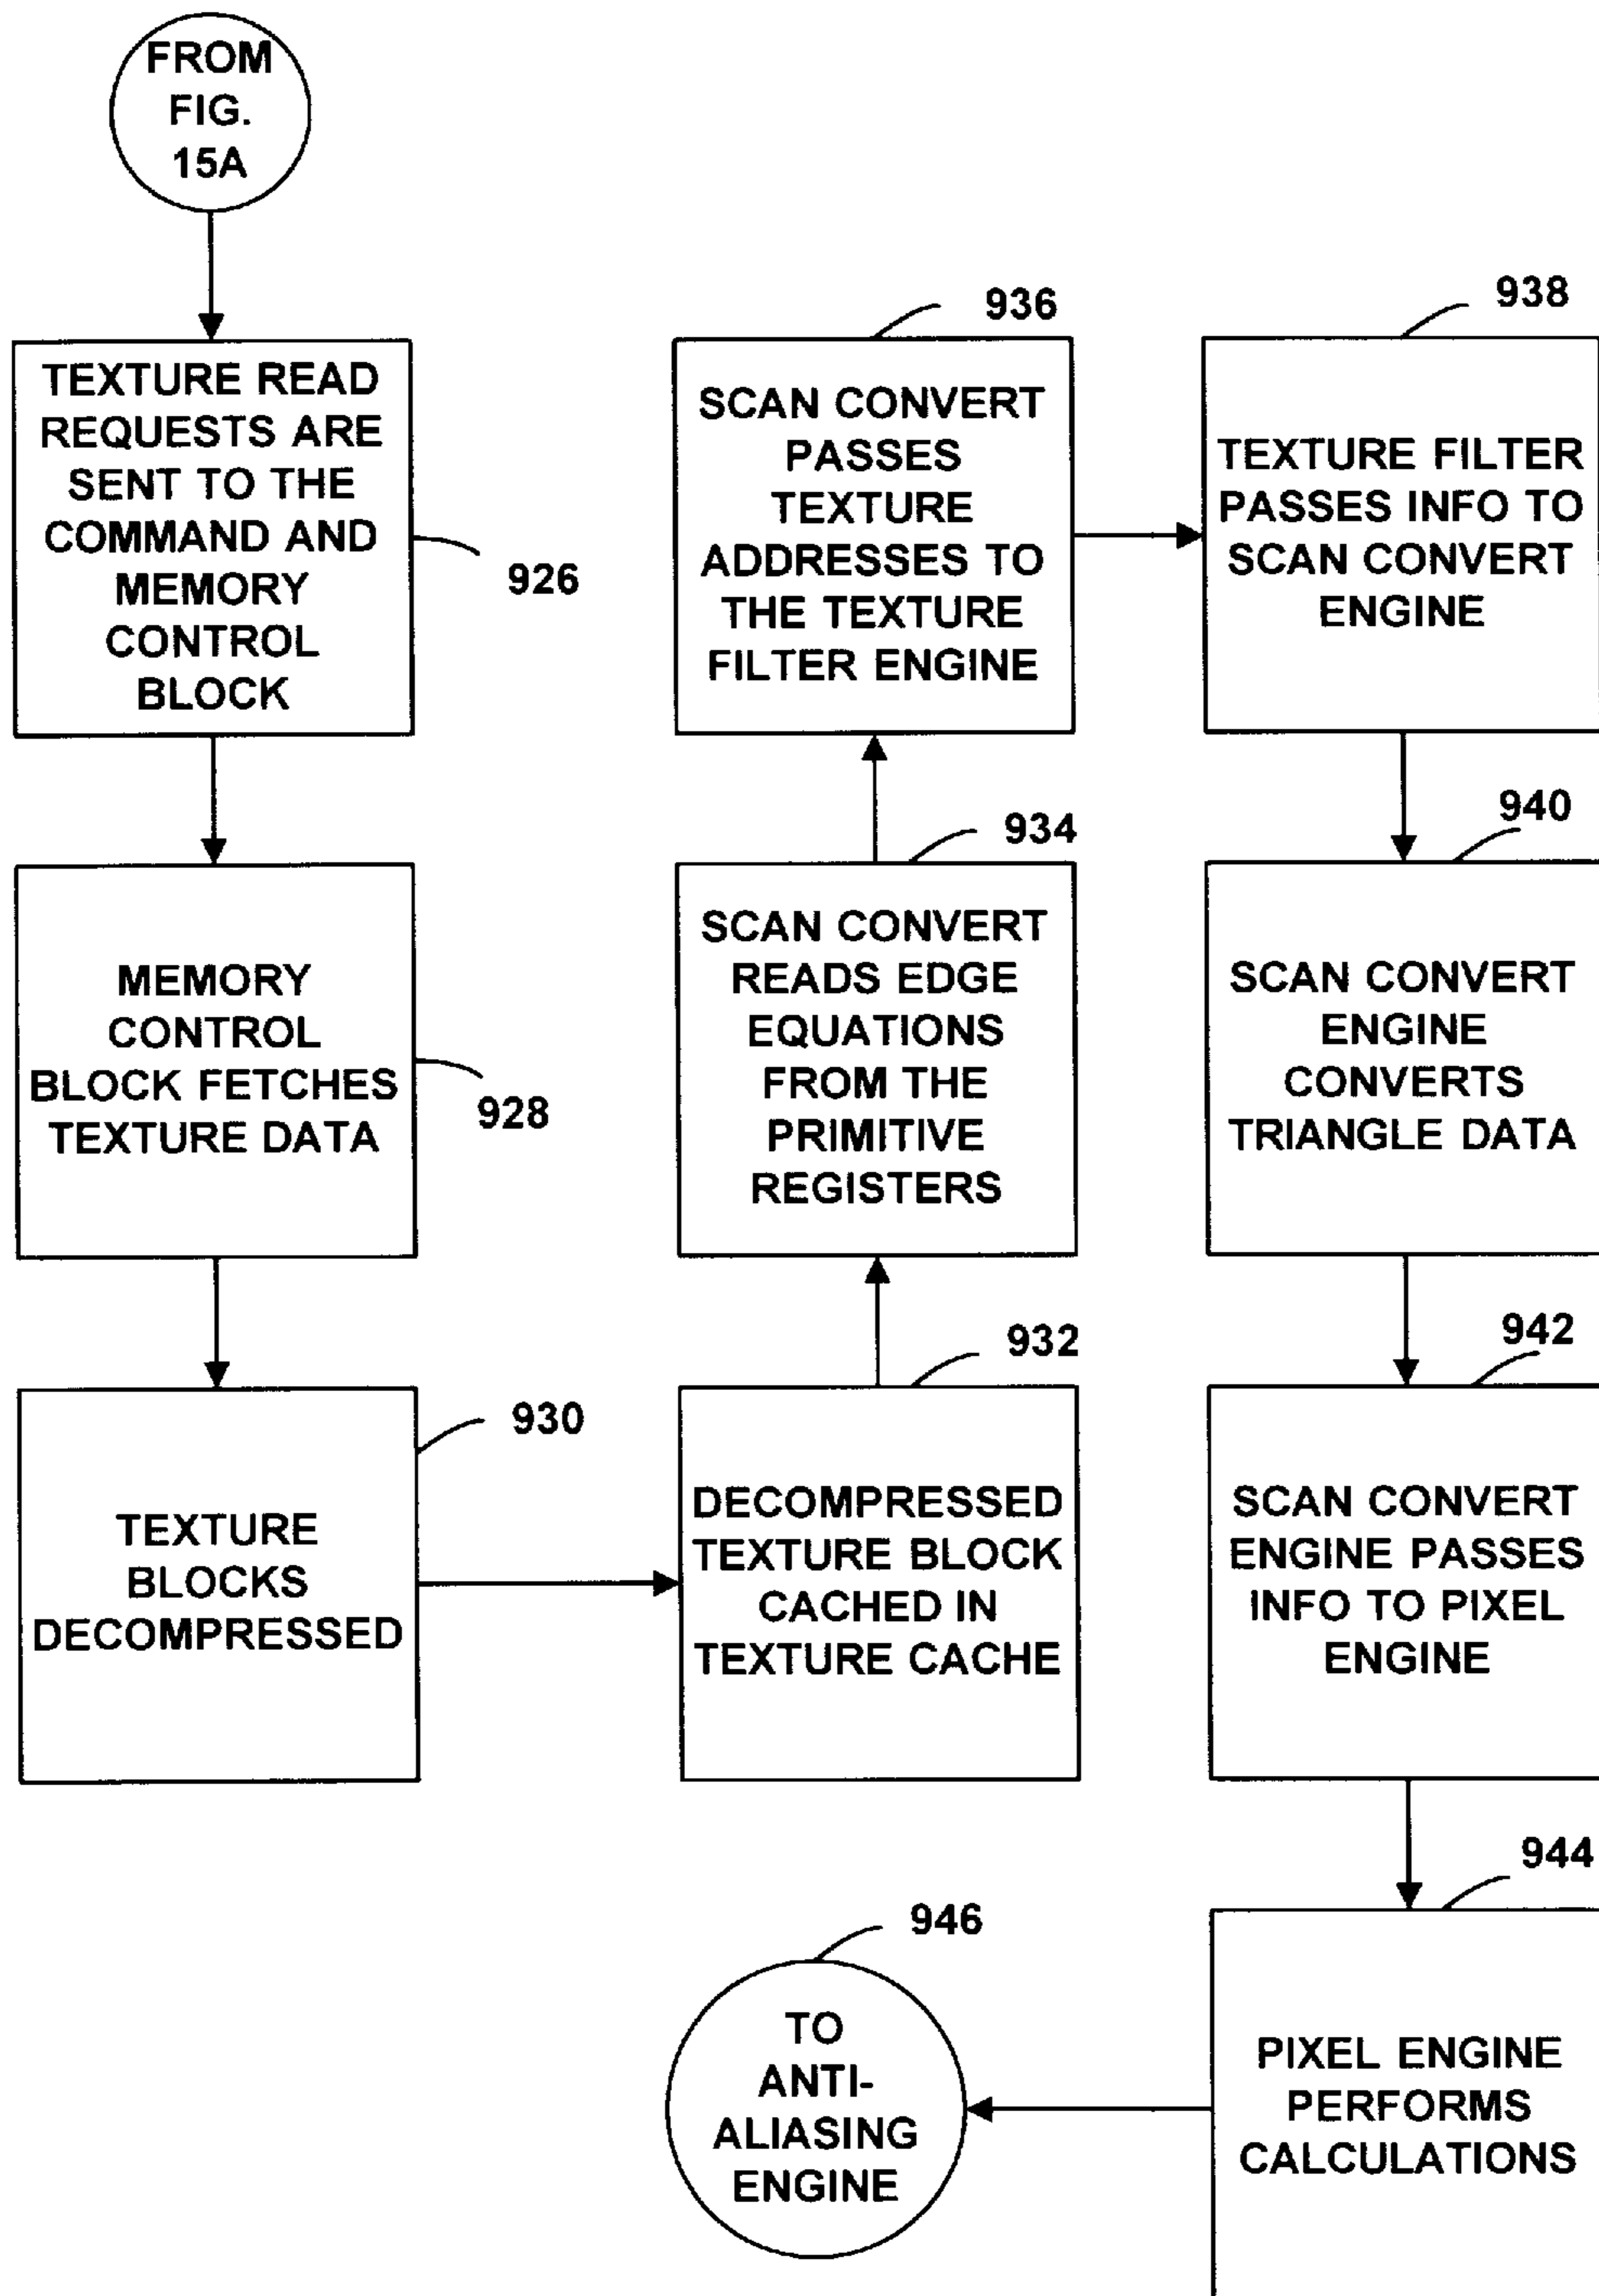 FROM
FIG.
15A
TEXTURE READ
REQUESTS ARE
SENT TO THE
COMMAND AND
MEMORY
CONTROL
BLOCK
926
MEMORY
CONTROL
BLOCK FETCHES
TEXTURE DATA
928
TEXTURE
BLOCKS
DECOMPRESSED
930
DECOMPRESSED
TEXTURE BLOCK
CACHED IN
TEXTURE CACHE
932
SCAN CONVERT
READS EDGE
EQUATIONS
FROM THE
PRIMITIVE
REGISTERS
934
SCAN CONVERT
PASSES
TEXTURE
ADDRESSES TO
THE TEXTURE
FILTER ENGINE
936
TEXTURE FILTER
PASSES INFO TO
SCAN CONVERT
ENGINE
938
SCAN CONVERT
ENGINE
CONVERTS
TRIANGLE DATA
940
SCAN CONVERT
ENGINE PASSES
INFO TO PIXEL
ENGINE
942
PIXEL ENGINE
PERFORMS
CALCULATIONS
944
TO
ANTI-
ALIASING
ENGINE
946